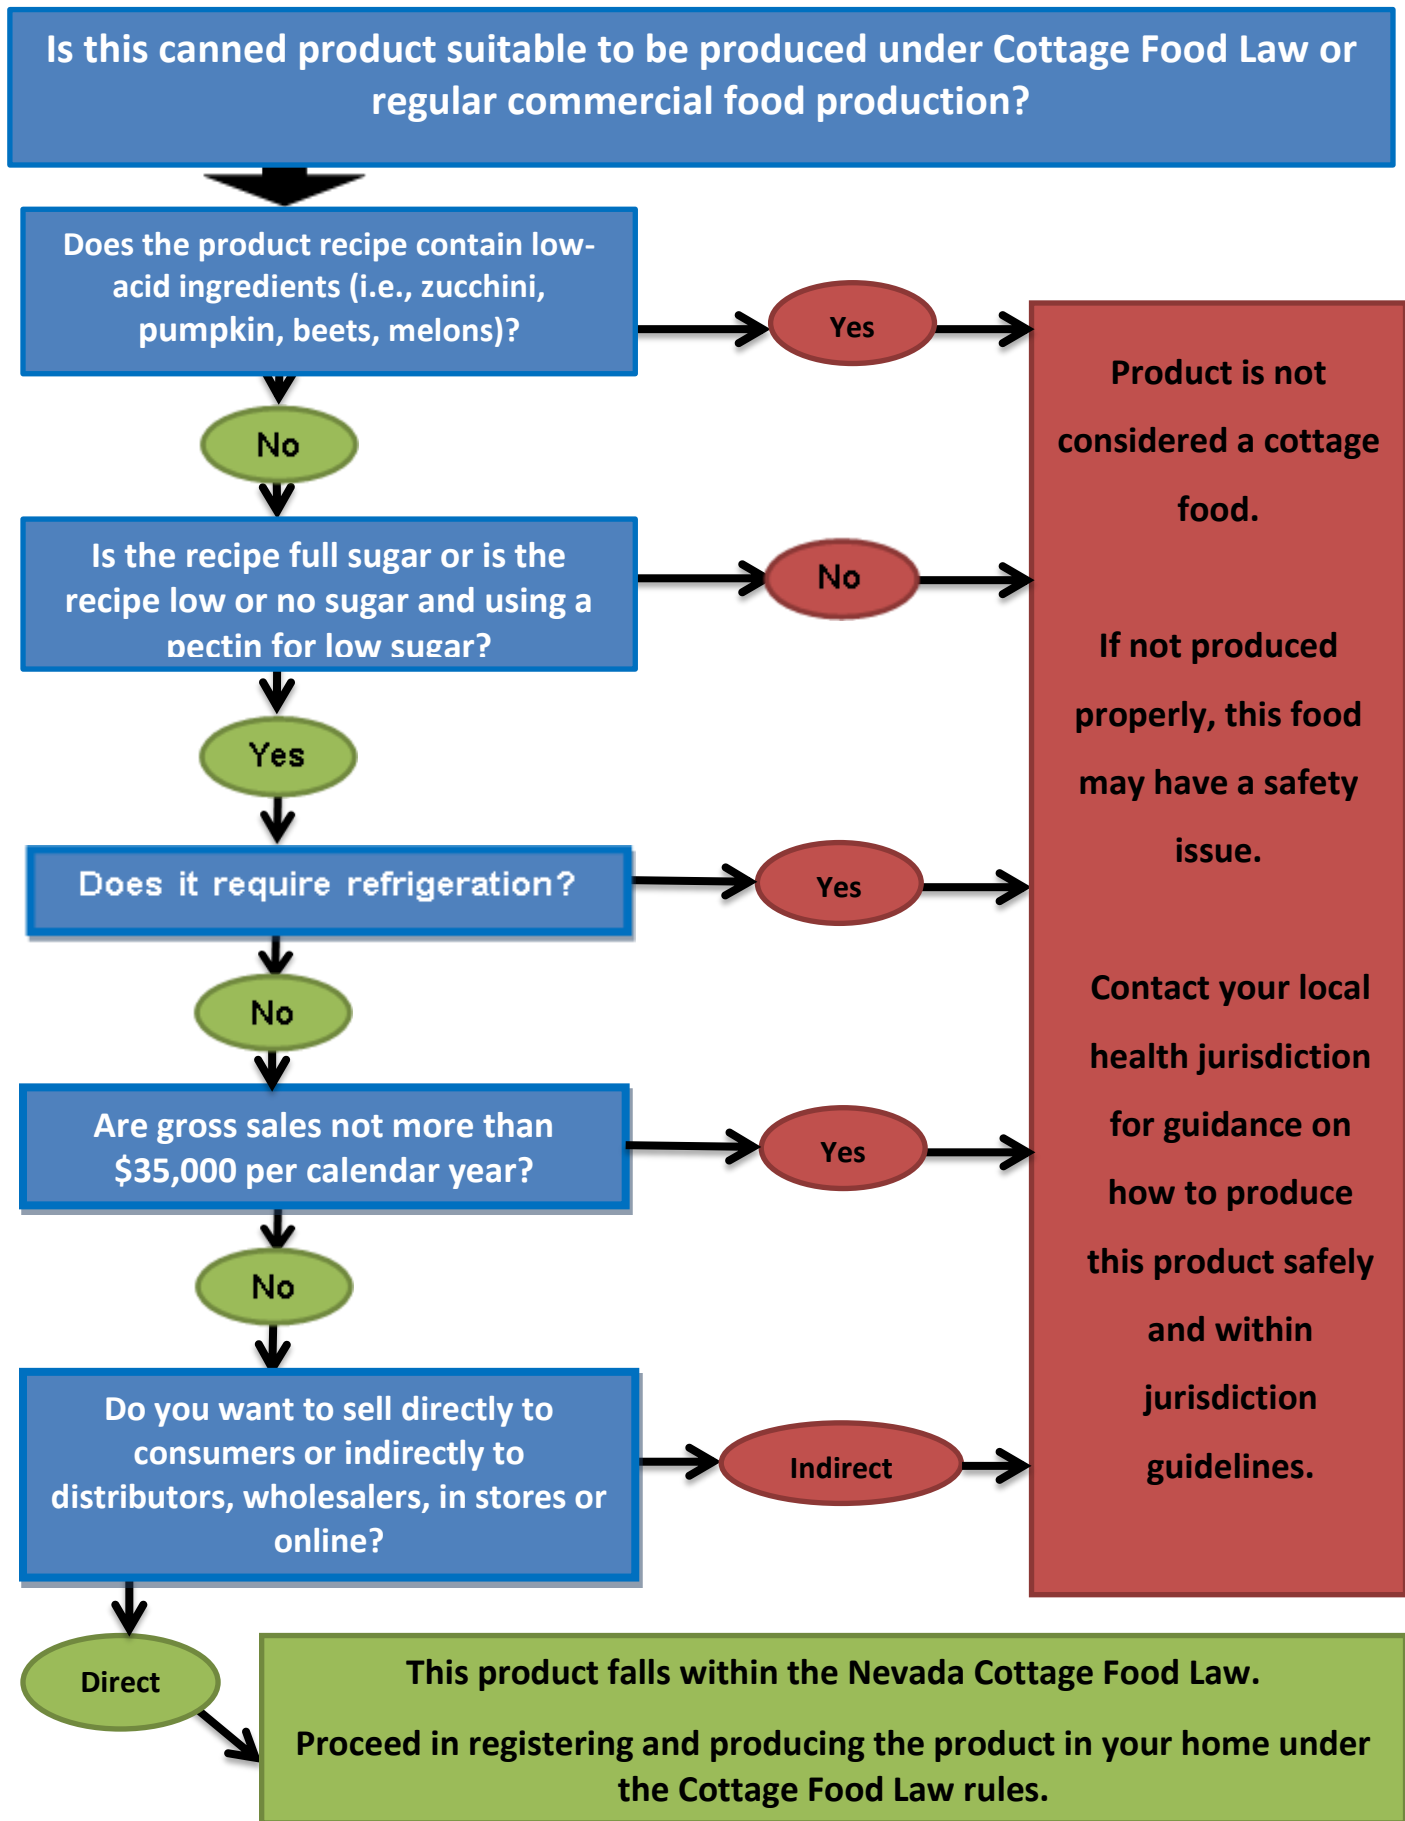 Is this canned product suitable to be produced under Cottage Food Law or
regular commercial food production?
Does the product recipe contain low-
acid ingredients (i.e., zucchini,
pumpkin, beets, melons)?
Yes
No
Is the recipe full sugar or is the
recipe low or no sugar and using a
pectin for low sugar?
No
Yes
Does it require refrigeration?
Yes
No
Are gross sales not more than
$35,000 per calendar year?
Yes
No
Do you want to sell directly to
consumers or indirectly to
distributors, wholesalers, in stores or
online?
Indirect
Direct
Product is not
considered a cottage
food.
If not produced
properly, this food
may have a safety
issue.
Contact your local
health jurisdiction
for guidance on
how to produce
this product safely
and within
jurisdiction
guidelines.
This product falls within the Nevada Cottage Food Law.
Proceed in registering and producing the product in your home under
the Cottage Food Law rules.